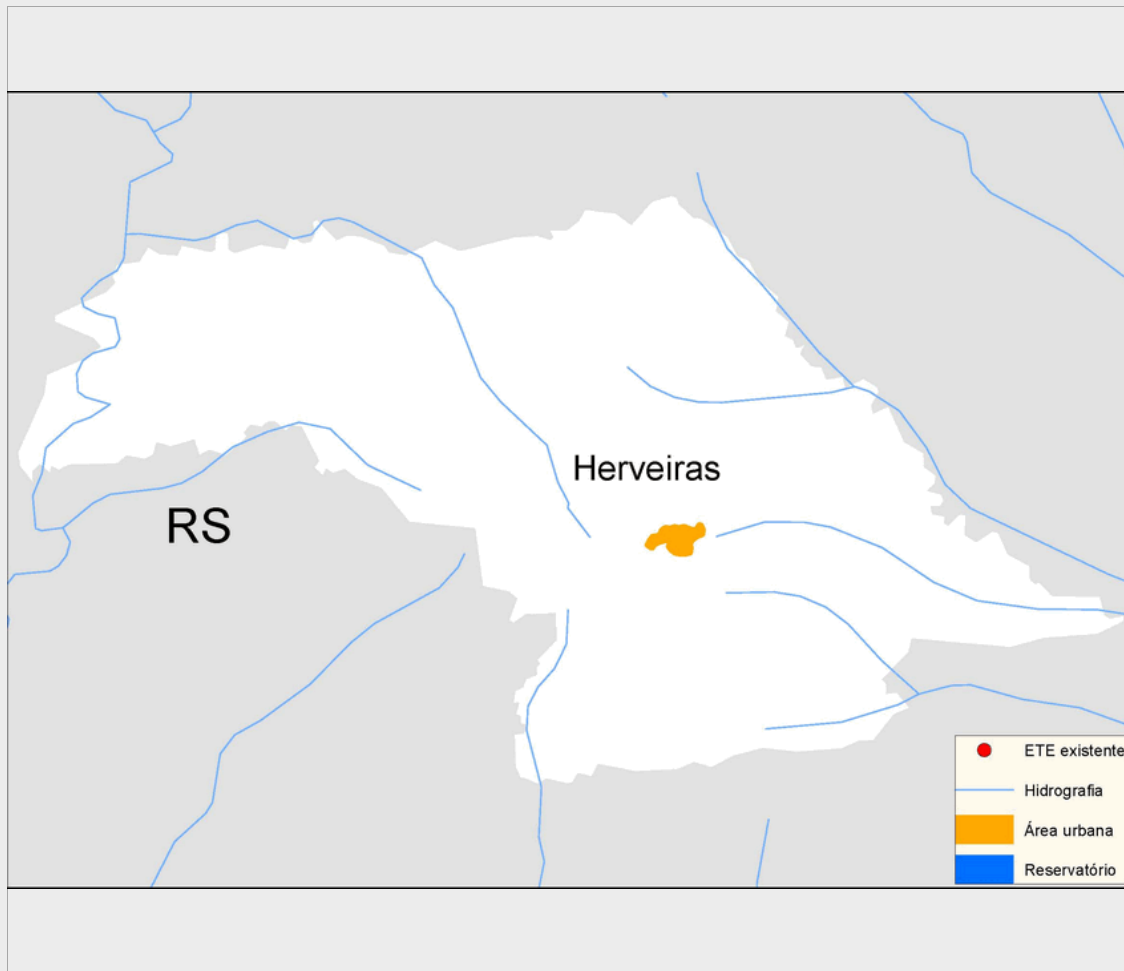 Herveiras
RS
ETE existente
Hidrografia
Área urbana
Reservatório